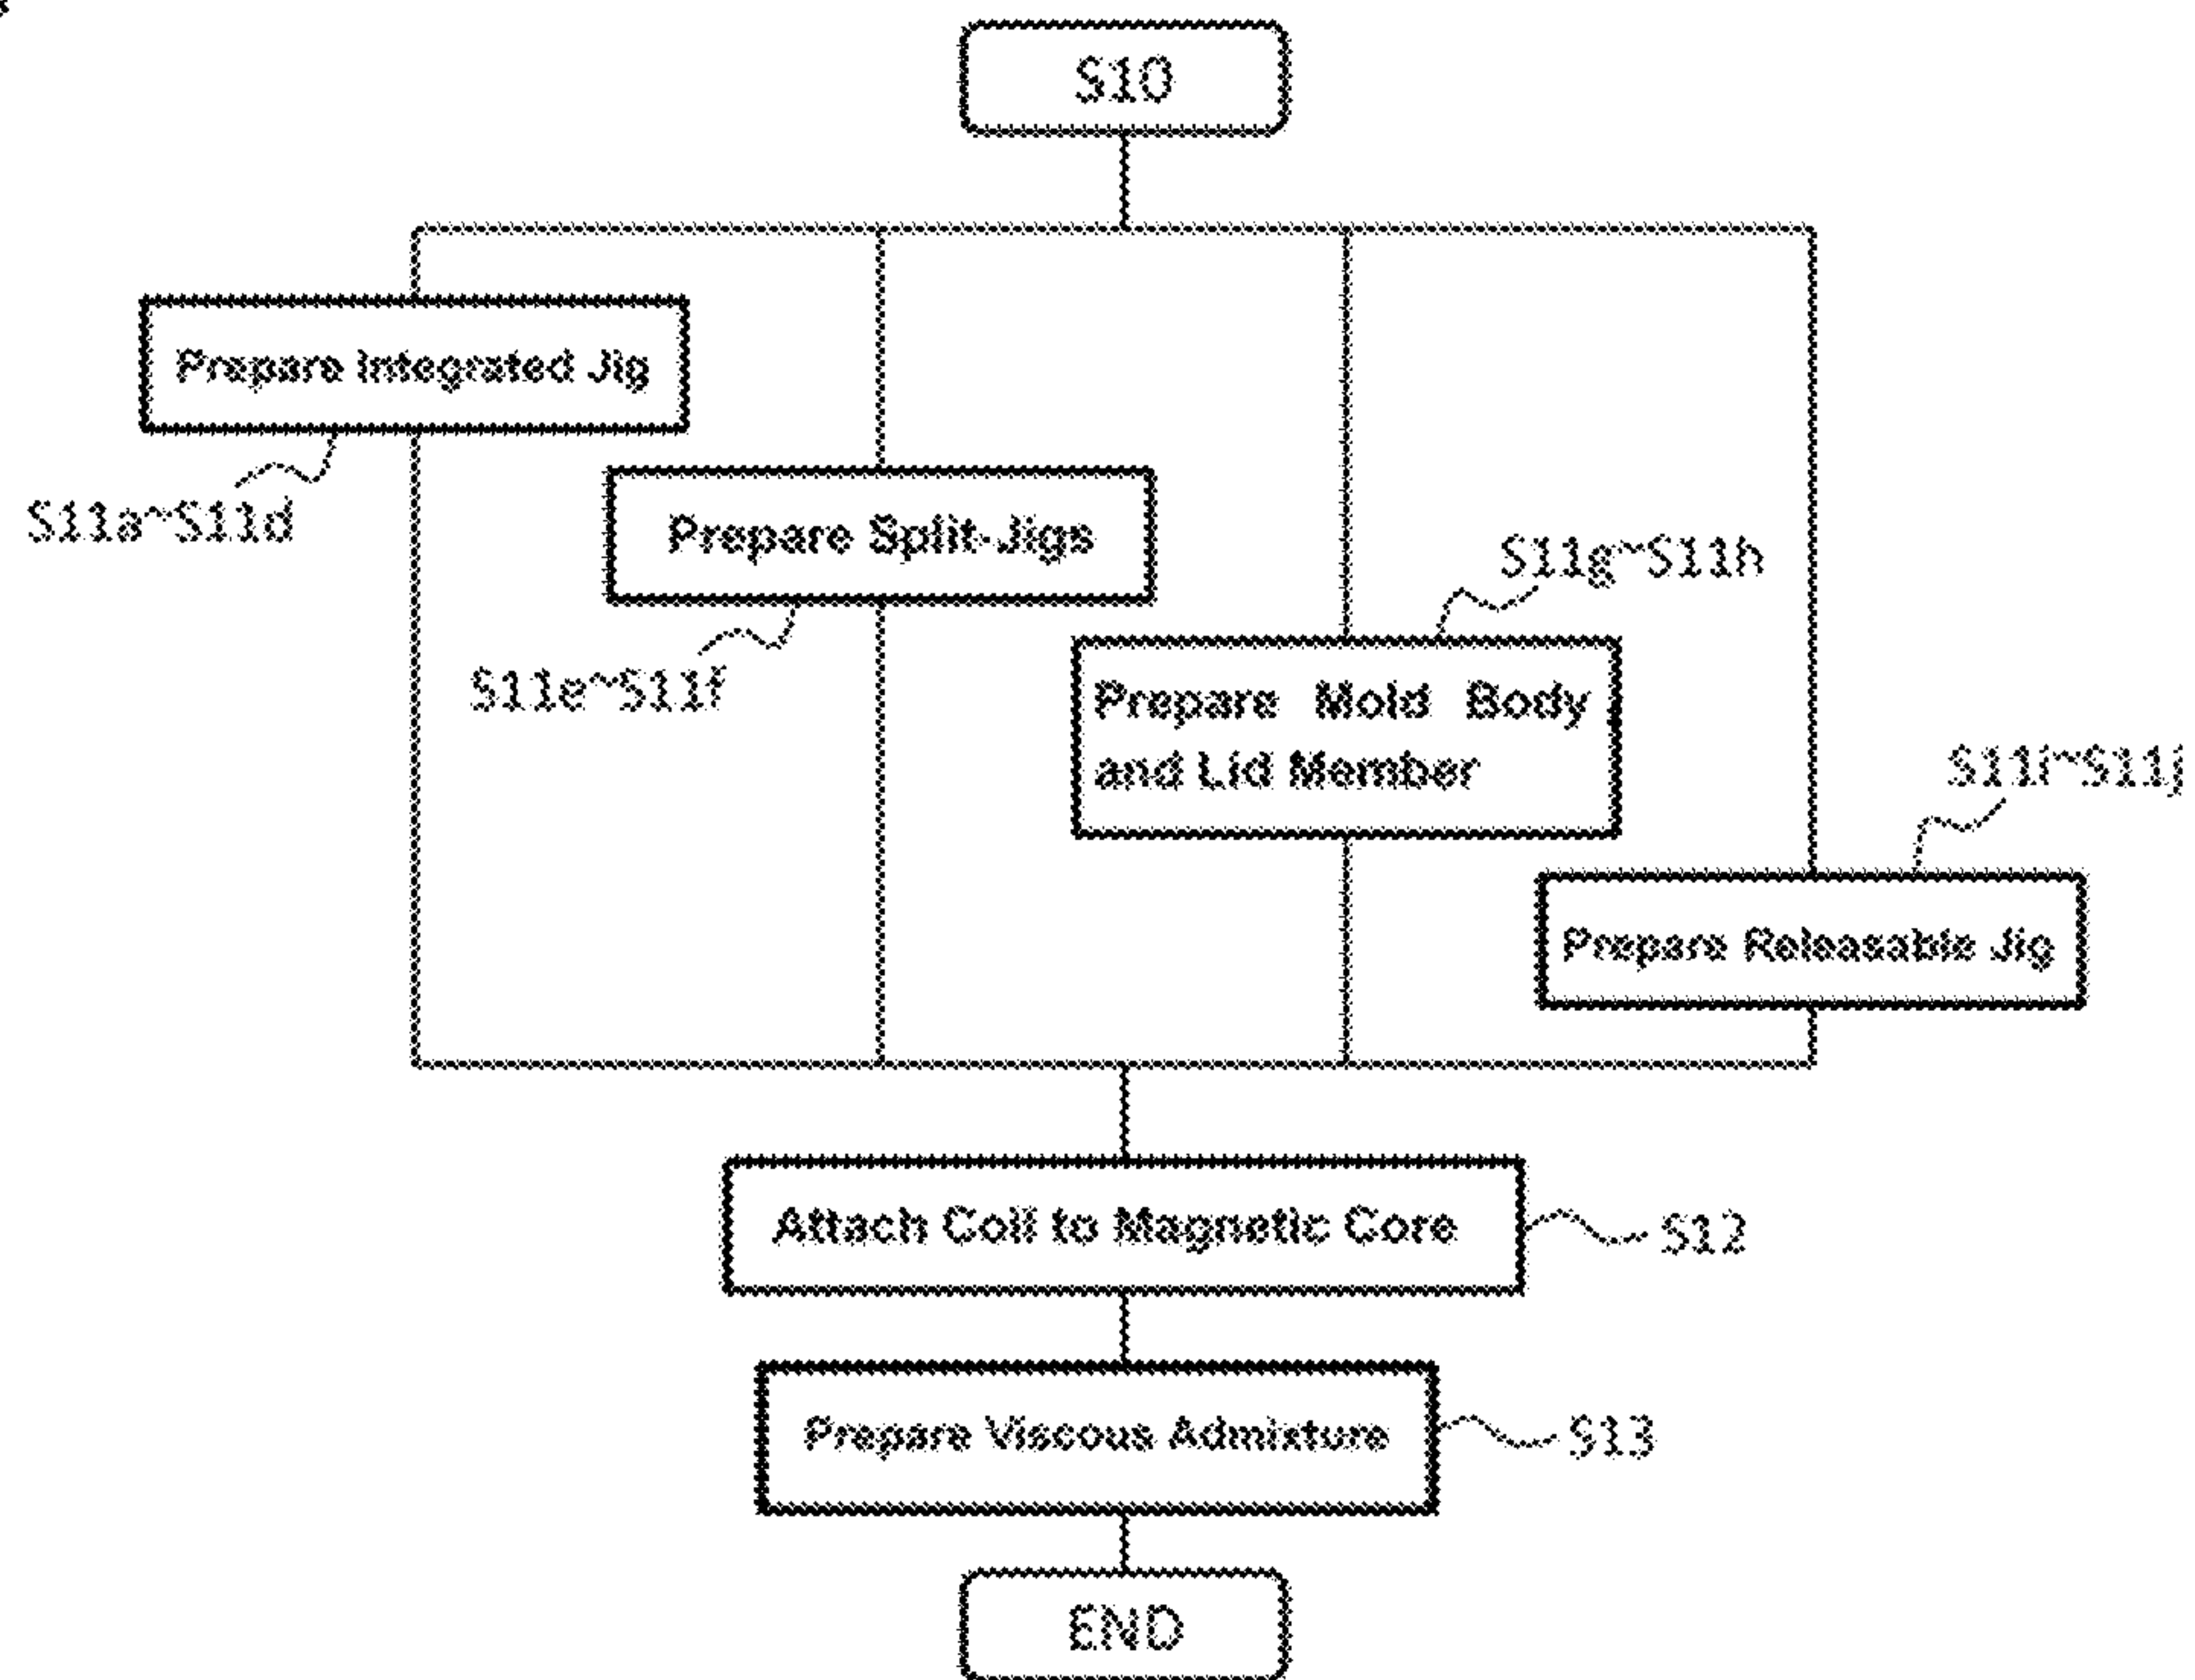 S10
Prepare Integrated Jig
S11a~S11d
Prepare Split-Jigs
S11e~S11f
S11g~S11h
Prepare Mold Body
and Lid Member
S11i~S11j
Prepare Releasable Jig
Attach Coil to Magnetic Core
S12
Prepare Viscous Admixture
S13
END